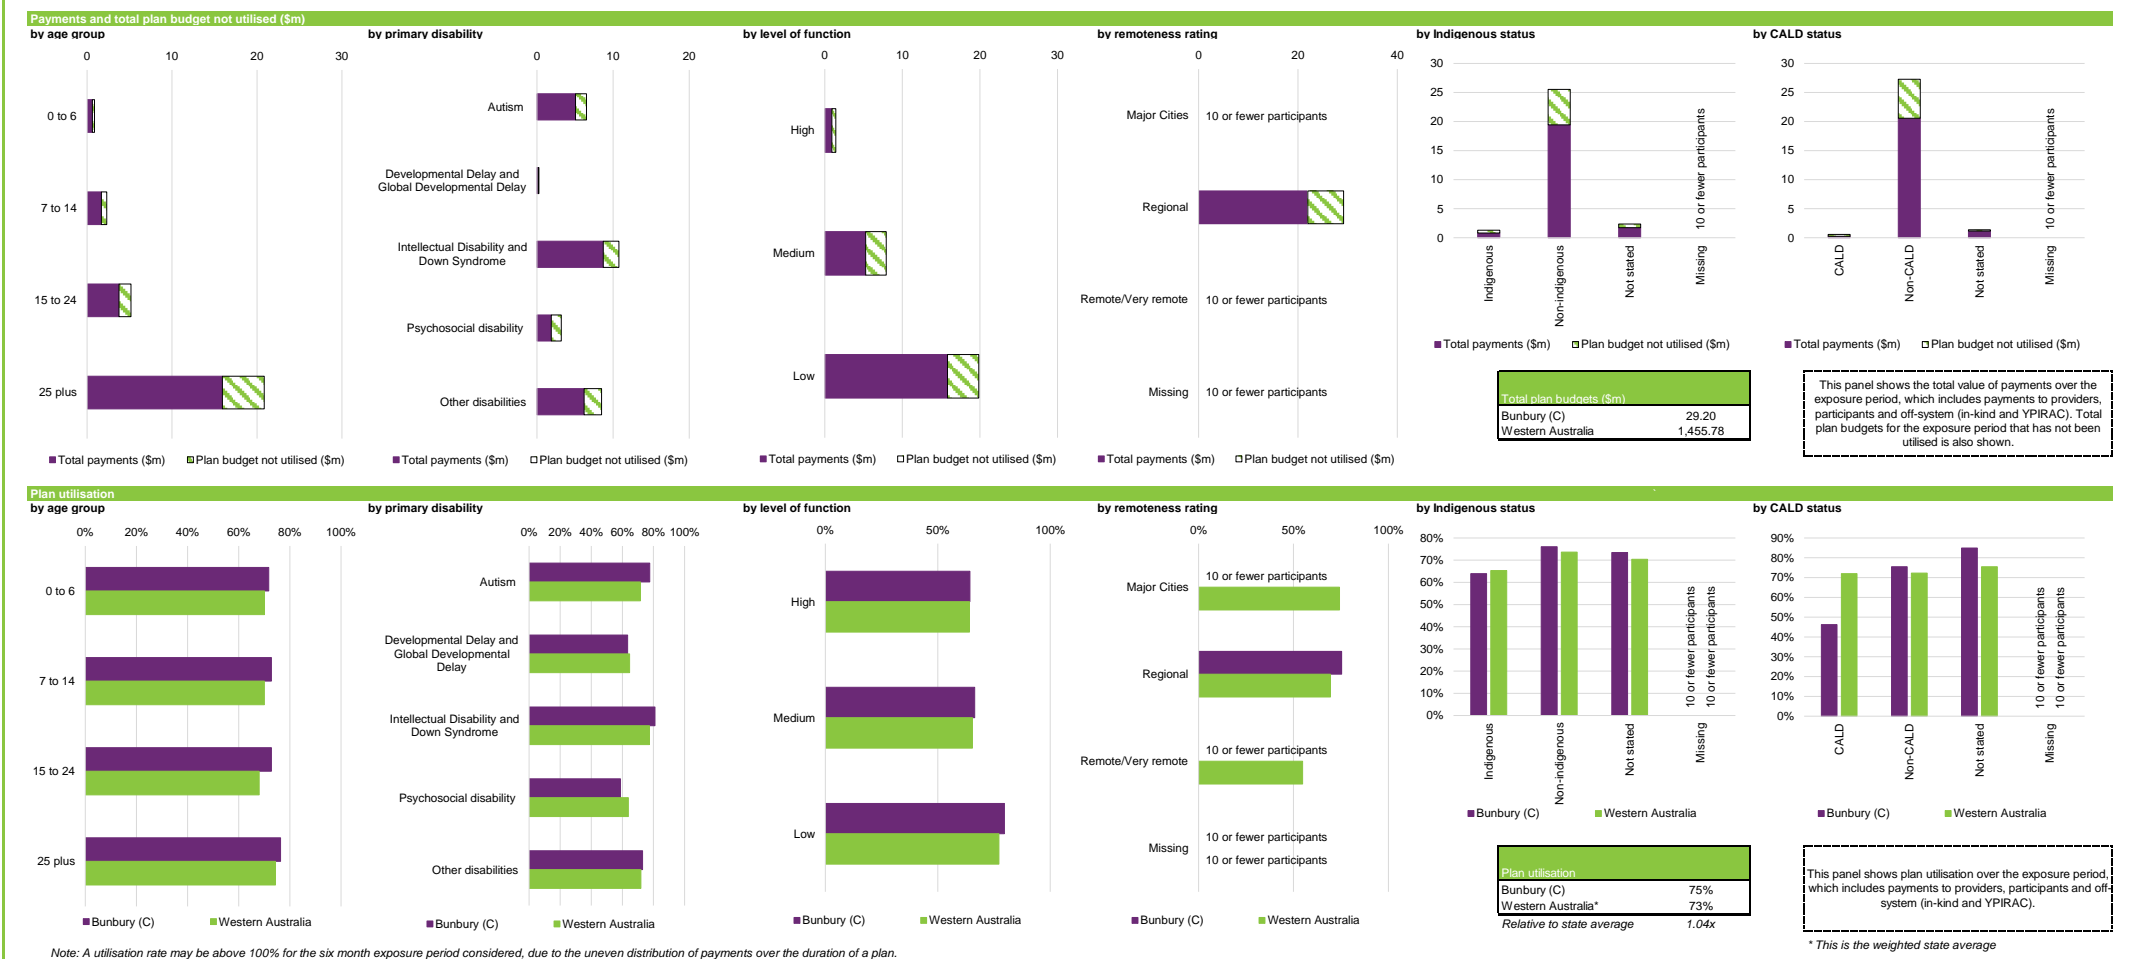 Payments and total plan budget not utilised ($m)
by age group
0 10 20 30
0 to 6
7 to 14
15 to 24
25 plus
Total payments ($m) Plan budget not utilised ($m)
by primary disability
0 10 20
Autism
Developmental Delay and
Global Developmental Delay
Intellectual Disability and
Down Syndrome
Psychosocial disability
Other disabilities
Total payments ($m) Plan budget not utilised ($m)
by level of function
0 10 20 30
High
Medium
Low
Total payments ($m) Plan budget not utilised ($m)
by remoteness rating
0 20 40
Major Cities 10 or fewer participants
Regional
Remote/Very remote 10 or fewer participants
Missing 10 or fewer participants
Total payments ($m) Plan budget not utilised ($m)
by Indigenous status
30
25
20
15
10
5
0
10 or fewer participants
Indigenous
Non-indigenous
Not stated
Missing
Total payments ($m) Plan budget not utilised ($m)
by CALD status
30
25
20
15
10
5
0
10 or fewer participants
CALD
Non-CALD
Not stated
Missing
Total payments ($m) Plan budget not utilised ($m)
Total plan budgets ($m)
Bunbury (C) 29.20
Western Australia 1,455.78
This panel shows the total value of payments over the
exposure period, which includes payments to providers,
participants and off-system (in-kind and YPIRAC). Total
plan budgets for the exposure period that has not been
utilised is also shown.
Plan utilisation
by age group
0% 20% 40% 60% 80% 100%
0 to 6
7 to 14
15 to 24
25 plus
Bunbury (C) Western Australia
by primary disability
0% 20% 40% 60% 80% 100%
Autism
Developmental Delay and
Global Developmental
Delay
Intellectual Disability and
Down Syndrome
Psychosocial disability
Other disabilities
Bunbury (C) Western Australia
by level of function
0% 50% 100%
High
Medium
Low
Bunbury (C) Western Australia
by remoteness rating
0% 50% 100%
10 or fewer participants
Major Cities
Regional
10 or fewer participants
Remote/Very remote
10 or fewer participants
Missing
10 or fewer participants
Bunbury (C) Western Australia
by Indigenous status
80%
70%
60%
50%
40%
30%
20%
10%
0%
10 or fewer participants
10 or fewer participants
Indigenous
Non-indigenous
Not stated
Missing
Bunbury (C) Western Australia
by CALD status
90%
80%
70%
60%
50%
40%
30%
20%
10%
0%
10 or fewer participants
10 or fewer participants
CALD
Non-CALD
Not stated
Missing
Bunbury (C) Western Australia
Plan utilisation
Bunbury (C) 75%
Western Australia* 73%
Relative to state average 1.04x
This panel shows plan utilisation over the exposure period,
which includes payments to providers, participants and off-
system (in-kind and YPIRAC).
* This is the weighted state average
Note: A utilisation rate may be above 100% for the six month exposure period considered, due to the uneven distribution of payments over the duration of a plan.